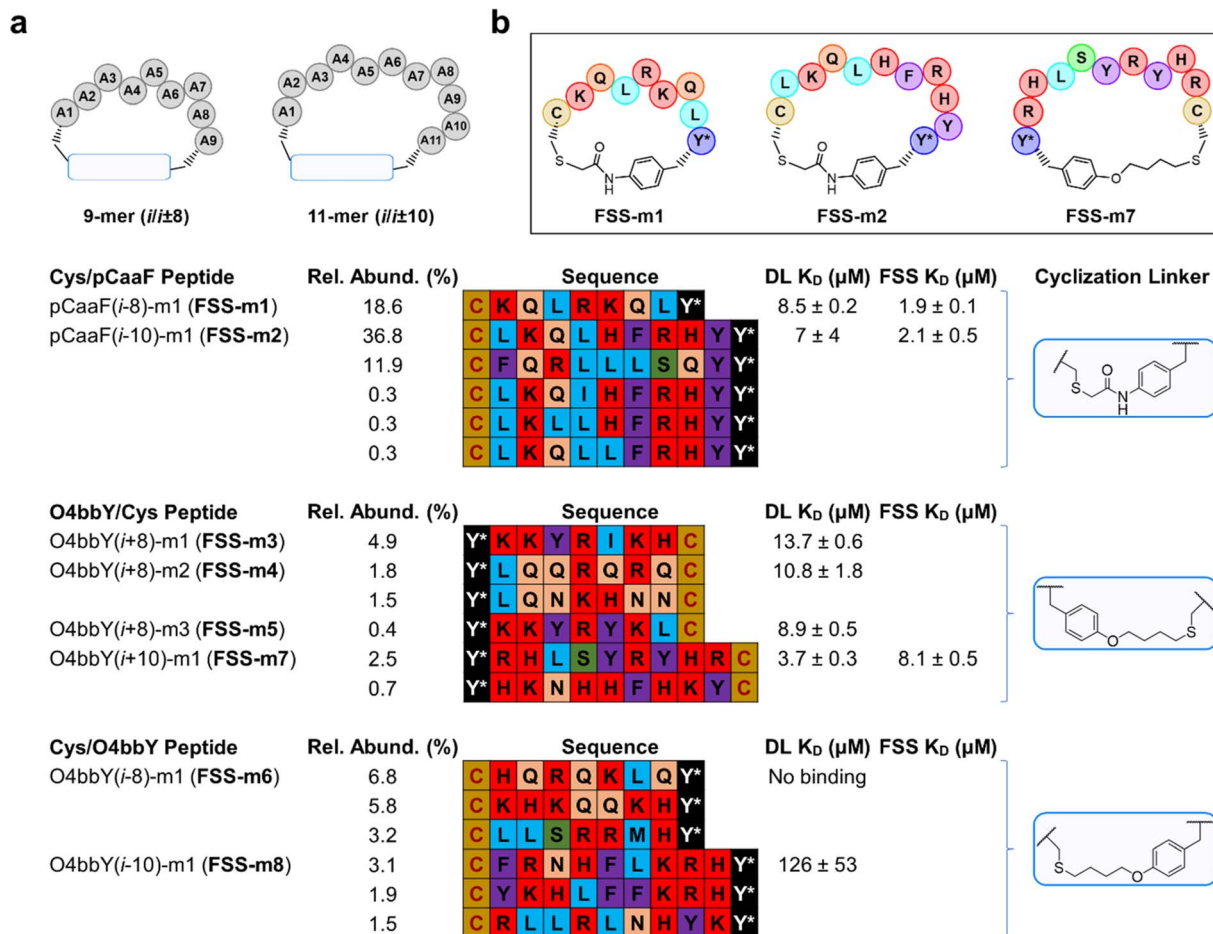 a
b
A1 A2 A3 A4 A5 A6 A7 A8 A9
A1 A2 A3 A4 A5 A6 A7 A8 A9 A10 A11
9-mer (i/i±8)
11-mer (i/i±10)
C K Q L R K Q L Y*
S O N H
FSS-m1
C L K Q L H F R H Y Y*
S O N H
FSS-m2
Y* R H L S Y R Y H R C
O S
FSS-m7
Cys/pCaaF Peptide Rel. Abund. (%) Sequence DL KD (µM) FSS KD (µM) Cyclization Linker
pCaaF(i-8)-m1 (FSS-m1) 18.6 C K Q L R K Q L Y* 8.5 ± 0.2 1.9 ± 0.1
pCaaF(i-10)-m1 (FSS-m2) 36.8 C L K Q L H F R H Y Y* 7 ± 4 2.1 ± 0.5
11.9 C F Q R L L L S Q Y Y*
0.3 C L K Q I H F R H Y Y*
0.3 C L K L L H F R H Y Y*
0.3 C L K Q L L F R H Y Y*
S O N H
O4bbY/Cys Peptide Rel. Abund. (%) Sequence DL KD (µM) FSS KD (µM)
O4bbY(i+8)-m1 (FSS-m3) 4.9 Y* K K Y R I K H C 13.7 ± 0.6
O4bbY(i+8)-m2 (FSS-m4) 1.8 Y* L Q Q R Q R Q C 10.8 ± 1.8
1.5 Y* L Q N K H N N C
O4bbY(i+8)-m3 (FSS-m5) 0.4 Y* K K Y R Y K L C 8.9 ± 0.5
O4bbY(i+10)-m1 (FSS-m7) 2.5 Y* R H L S Y R Y H R C 3.7 ± 0.3 8.1 ± 0.5
0.7 Y* H K N H H F H K Y C
O S
Cys/O4bbY Peptide Rel. Abund. (%) Sequence DL KD (µM) FSS KD (µM)
O4bbY(i-8)-m1 (FSS-m6) 6.8 C H Q R Q K L Q Y* No binding
5.8 C K H K Q Q K H Y*
3.2 C L L S R R M H Y*
O4bbY(i-10)-m1 (FSS-m8) 3.1 C F R N H F L K R H Y* 126 ± 53
1.9 C Y K H L F F K R H Y*
1.5 C R L L R L N H Y K Y*
S O